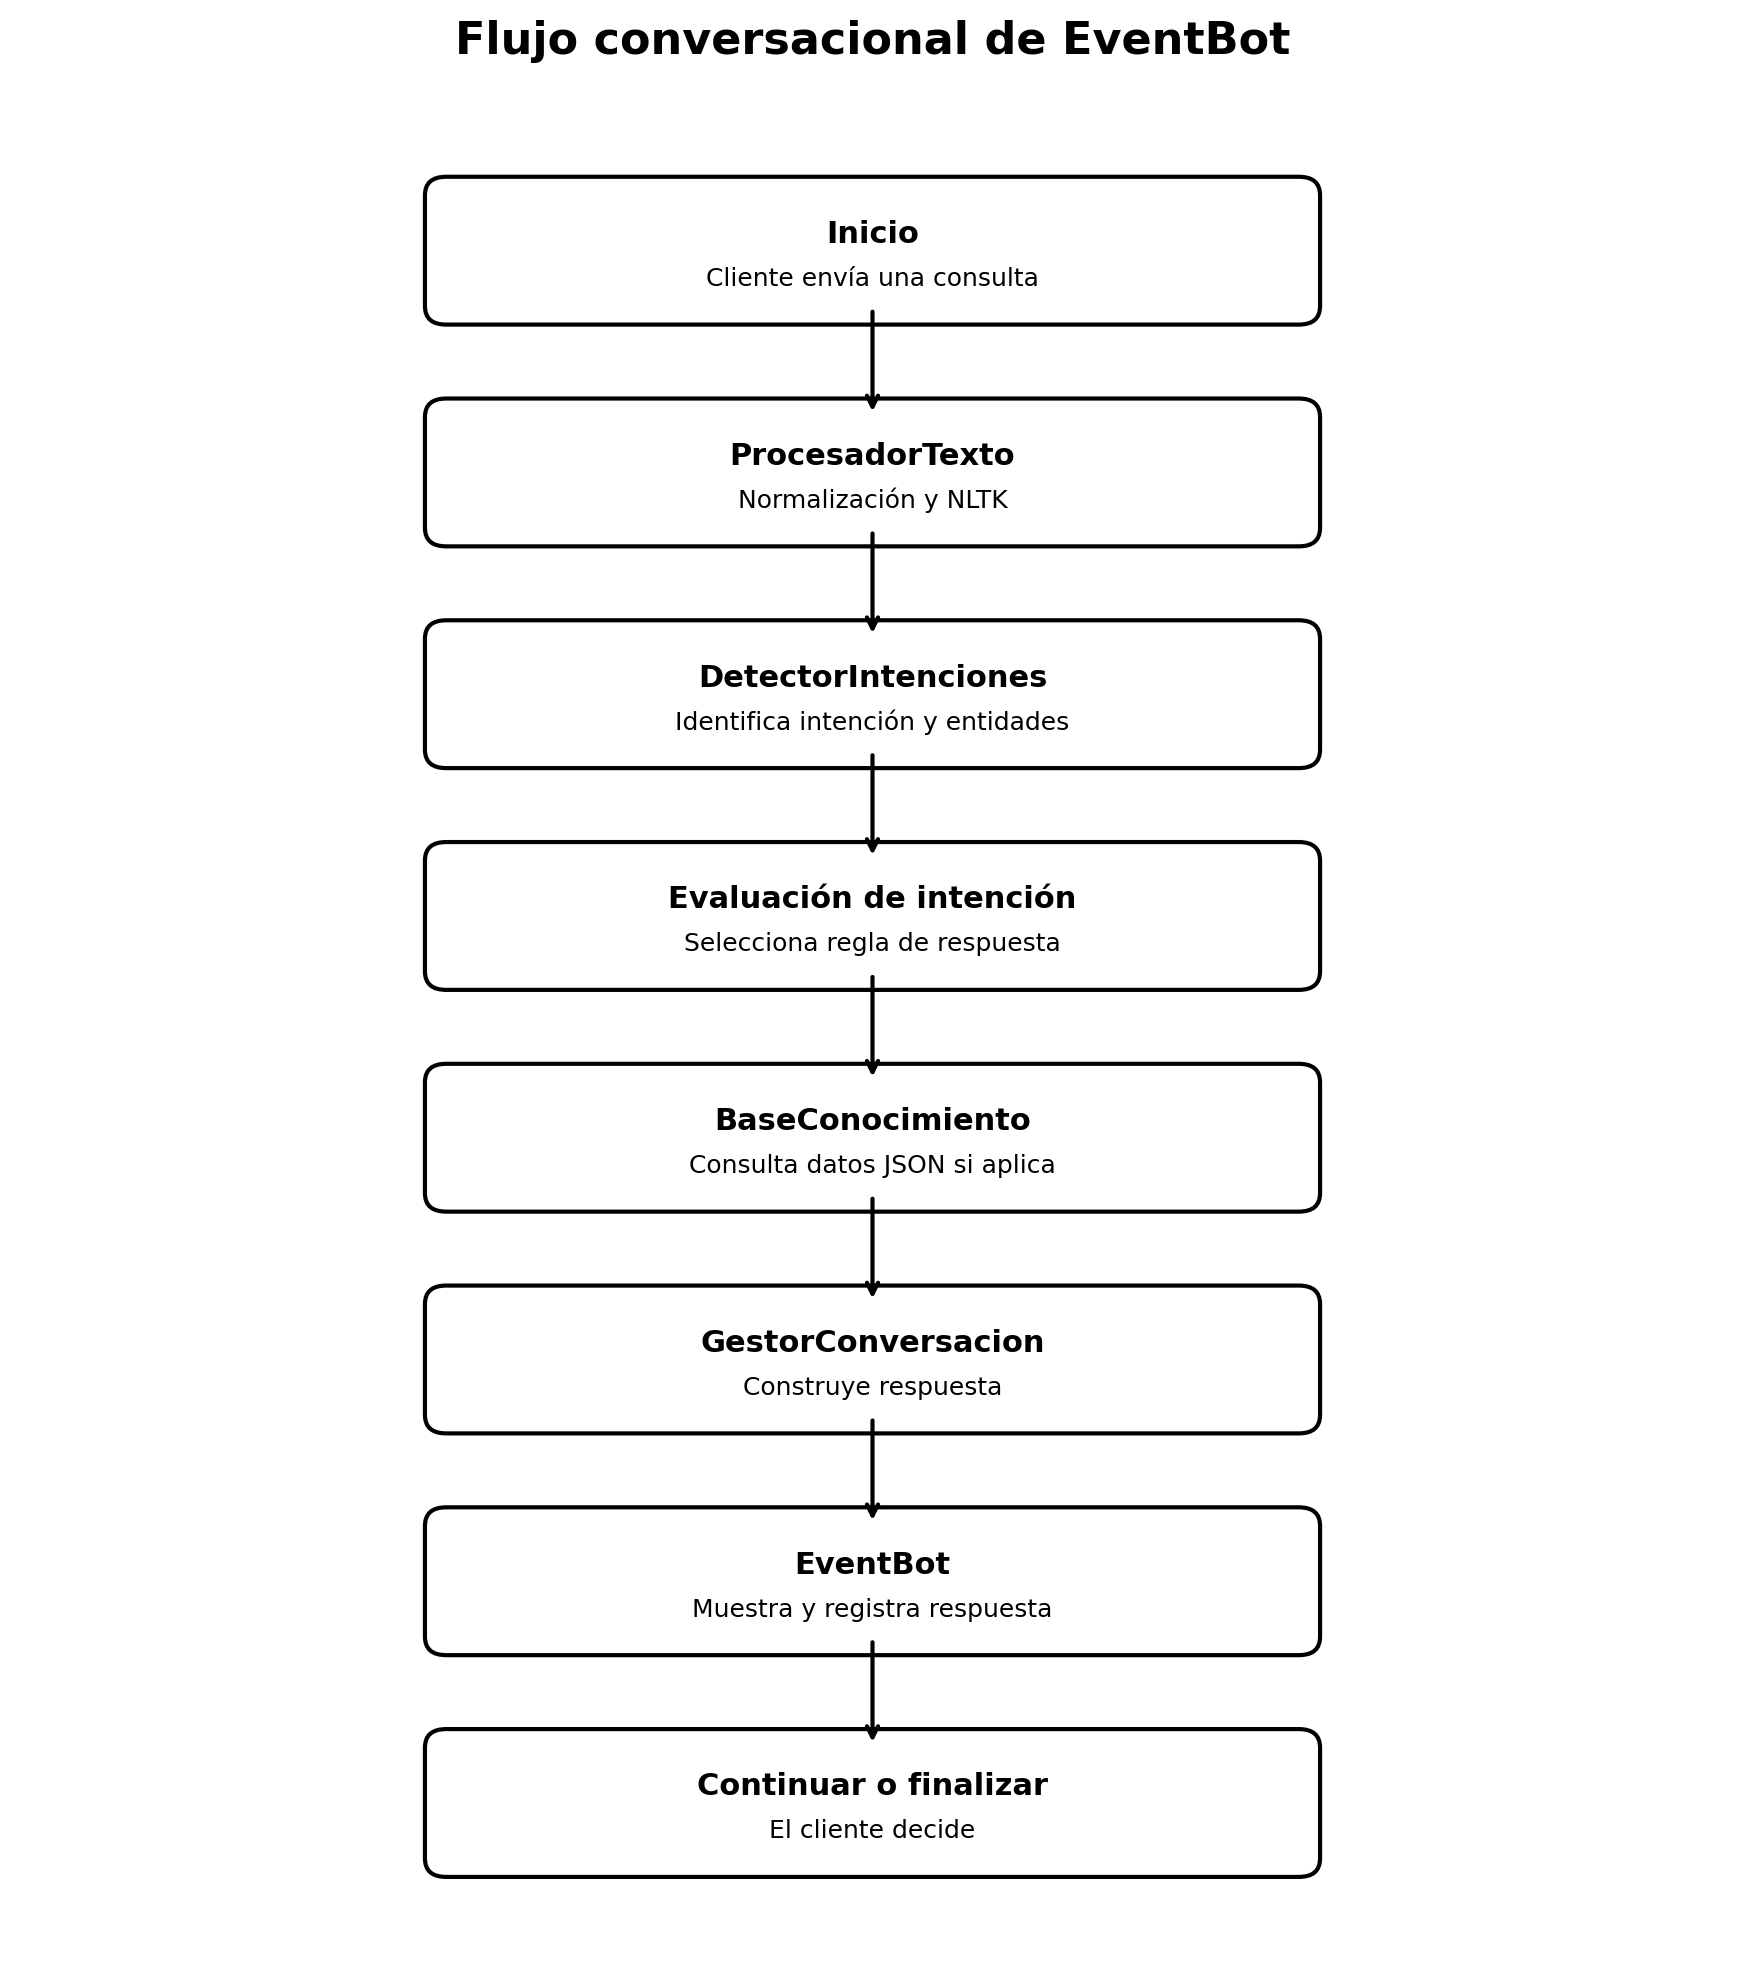 Flujo conversacional de EventBot
Inicio
Cliente envía una consulta
ProcesadorTexto
Normalización y NLTK
DetectorIntenciones
Identifica intención y entidades
Evaluación de intención
Selecciona regla de respuesta
BaseConocimiento
Consulta datos JSON si aplica
GestorConversacion
Construye respuesta
EventBot
Muestra y registra respuesta
Continuar o finalizar
El cliente decide